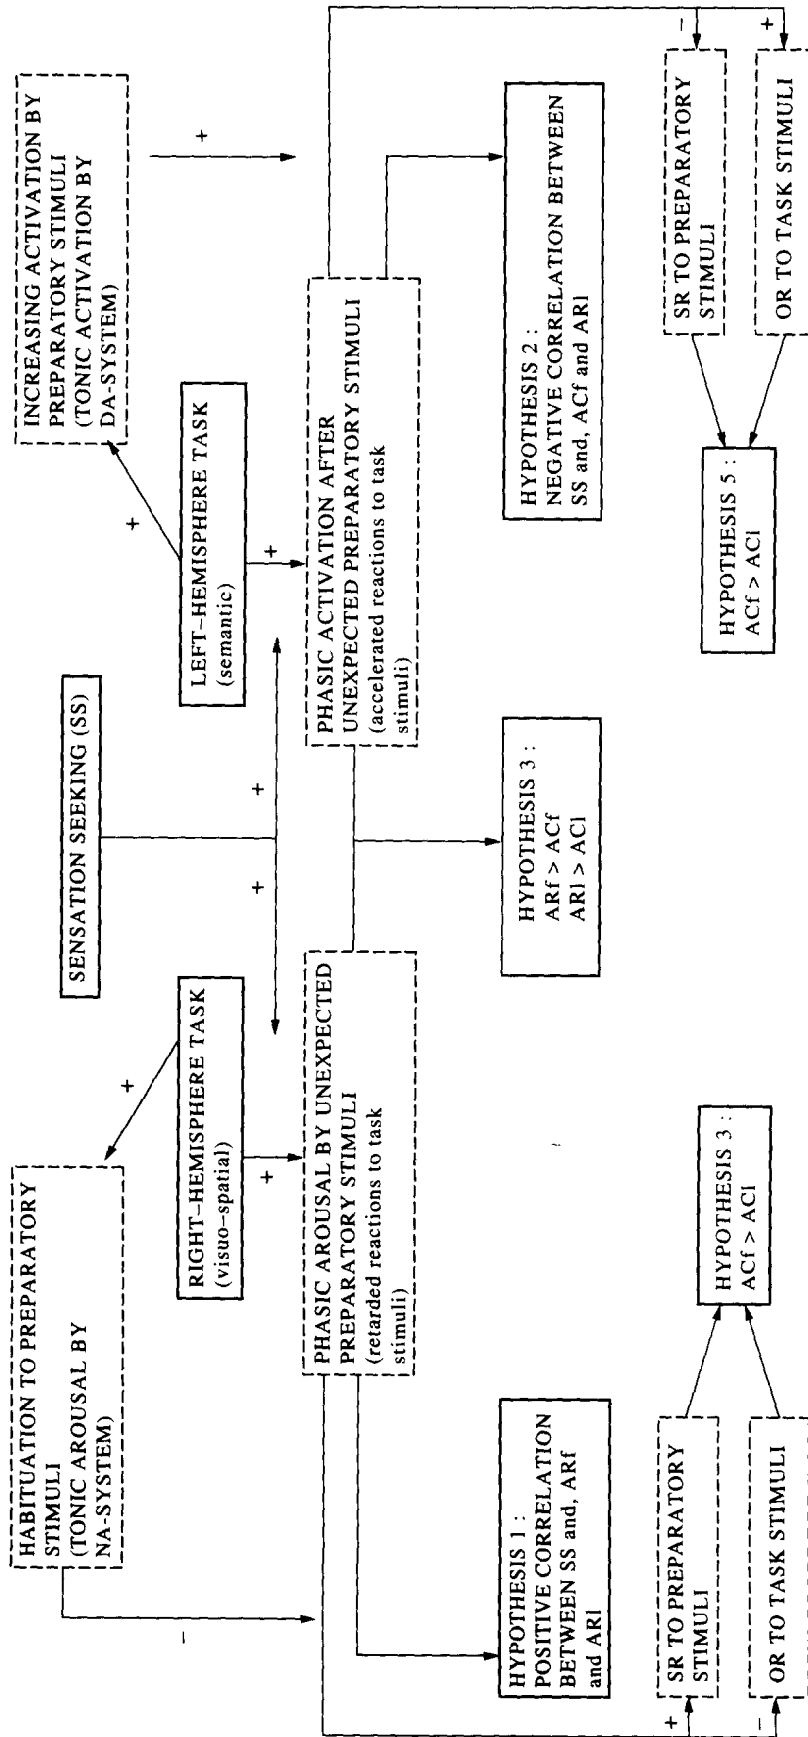 HABITUATION TO PREPARATORY
STIMULI
(TONIC AROUSAL BY
NA-SYSTEM)
SENSATION SEEKING (SS)
INCREASING ACTIVATION BY
PREPARATORY STIMULI
(TONIC ACTIVATION BY
DA-SYSTEM)
+
+
RIGHT-HEMISPHERE TASK
(visuo-spatial)
LEFT-HEMISPHERE TASK
(semantic)
-
+
+
+
+
+
PHASIC AROUSAL BY UNEXPECTED
PREPARATORY STIMULI
(retarded reactions to task
stimuli)
PHASIC ACTIVATION AFTER
UNEXPECTED PREPARATORY STIMULI
(accelerated reactions to task
stimuli)
HYPOTHESIS 1 :
POSITIVE CORRELATION
BETWEEN SS and, ARf
and ARl
HYPOTHESIS 3 :
ARf > ACf
ARl > ACl
HYPOTHESIS 2 :
NEGATIVE CORRELATION BETWEEN
SS and, ACf and ARl
+
SR TO PREPARATORY
STIMULI
-
OR TO TASK STIMULI
HYPOTHESIS 3 :
ACf > ACl
HYPOTHESIS 5 :
ACf > ACl
SR TO PREPARATORY
STIMULI
-
OR TO TASK STIMULI
+